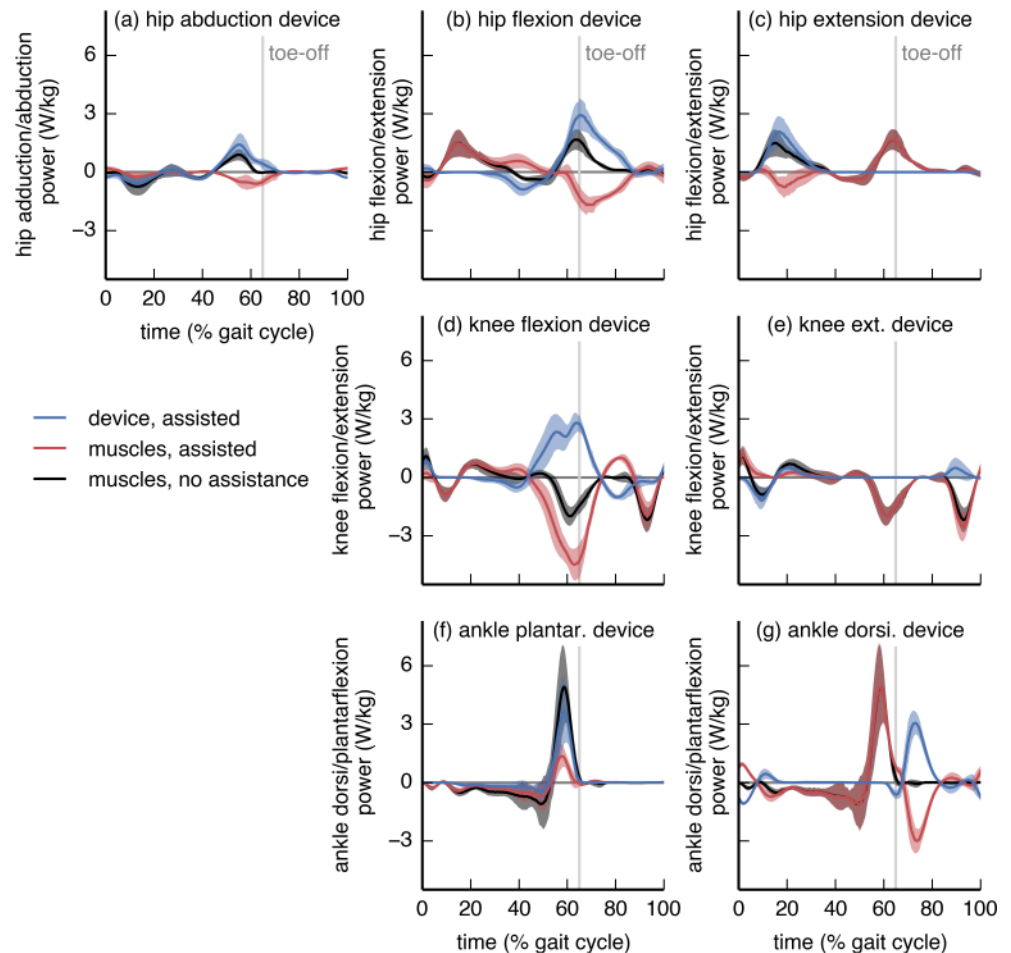 (a) hip abduction device
(b) hip flexion device
(c) hip extension device
toe-off
toe-off
toe-off
hip adduction/abduction
power (W/kg)
6
3
0
−3
0
20
40
60
80
100
time (% gait cycle)
hip flexion/extension
power (W/kg)
hip flexion/extension
power (W/kg)
(d) knee flexion device
(e) knee ext. device
knee flexion/extension
power (W/kg)
6
3
0
−3
knee flexion/extension
power (W/kg)
device, assisted
muscles, assisted
muscles, no assistance
(f) ankle plantar. device
(g) ankle dorsi. device
ankle dorsi/plantarflexion
power (W/kg)
6
3
0
−3
ankle dorsi/plantarflexion
power (W/kg)
0
20
40
60
80
100
0
20
40
60
80
100
time (% gait cycle)
time (% gait cycle)